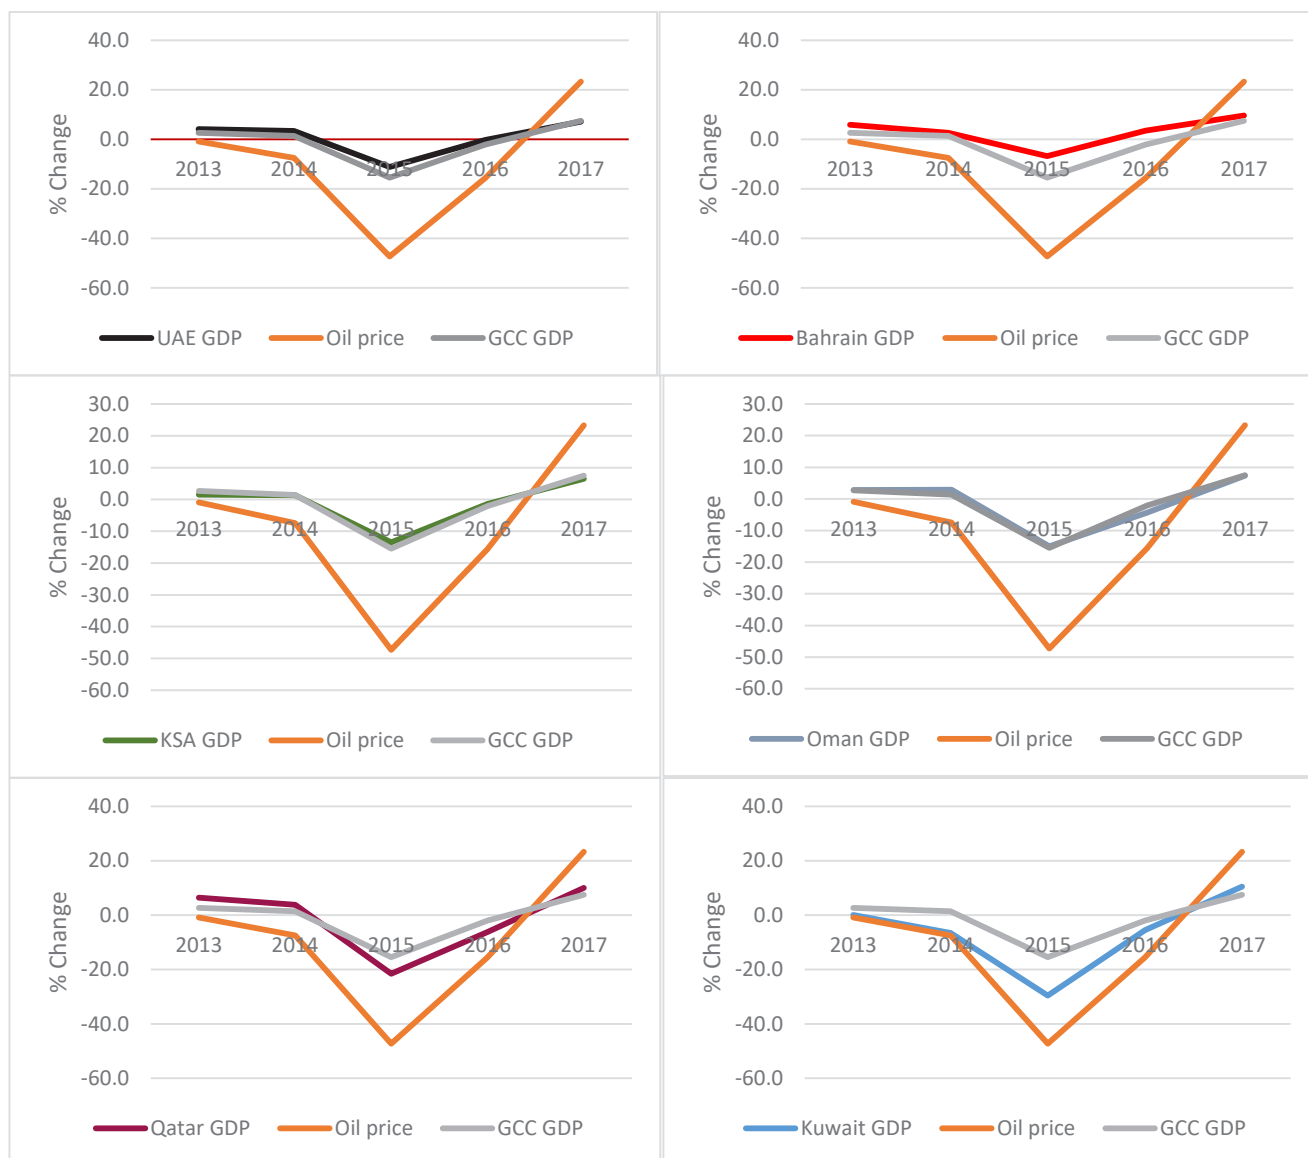 40.0
20.0
0.0
-20.0
-40.0
-60.0
% Change
2013 2014 2015 2016 2017
UAE GDP Oil price GCC GDP
40.0
20.0
0.0
-20.0
-40.0
-60.0
% Change
2013 2014 2015 2016 2017
Bahrain GDP Oil price GCC GDP
30.0
20.0
10.0
0.0
-10.0
-20.0
-30.0
-40.0
-50.0
-60.0
% Change
2013 2014 2015 2016 2017
KSA GDP Oil price GCC GDP
30.0
20.0
10.0
0.0
-10.0
-20.0
-30.0
-40.0
-50.0
-60.0
% Change
2013 2014 2015 2016 2017
Oman GDP Oil price GCC GDP
40.0
20.0
0.0
-20.0
-40.0
-60.0
% Change
2013 2014 2015 2016 2017
Qatar GDP Oil price GCC GDP
40.0
20.0
0.0
-20.0
-40.0
-60.0
% Change
2013 2014 2015 2016 2017
Kuwait GDP Oil price GCC GDP